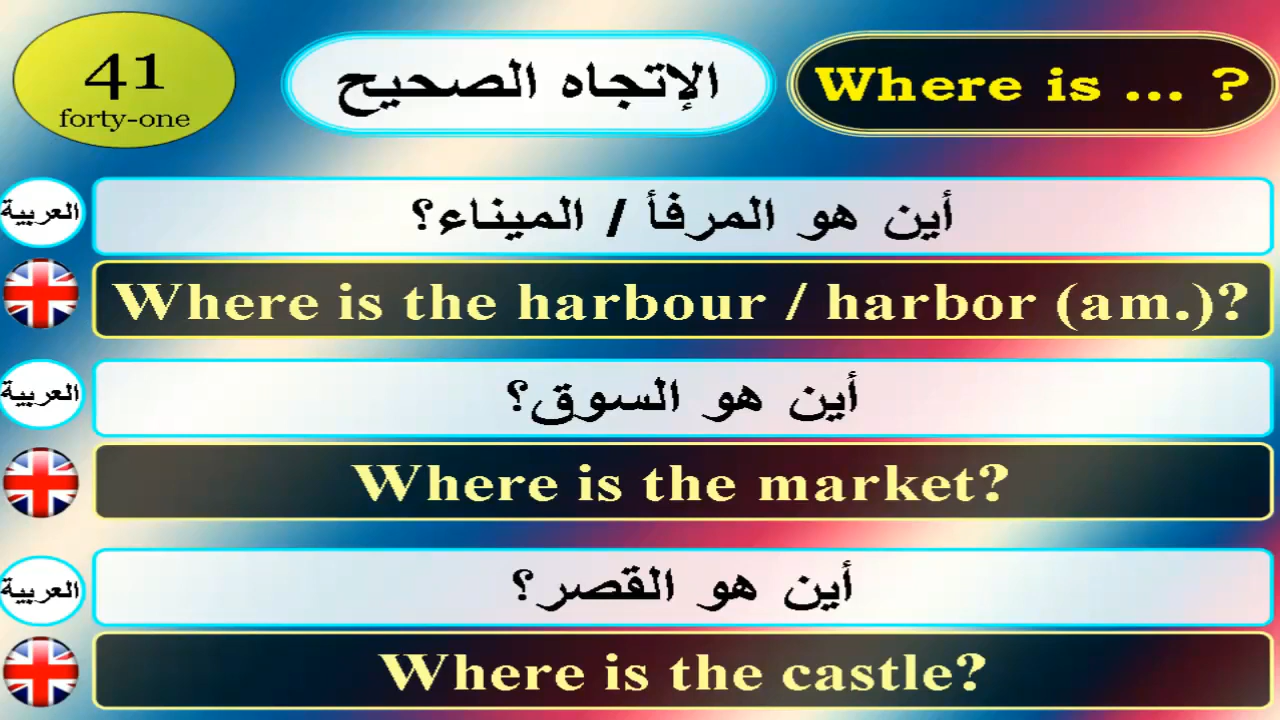 41
forty-one
الإتجاه الصحيح
Where is ... ?
العربية
أين هو المرفأ / الميناء؟
Where is the harbour / harbor (am.)?
العربية
أين هو السوق؟
Where is the market?
العربية
أين هو القصر؟
Where is the castle?